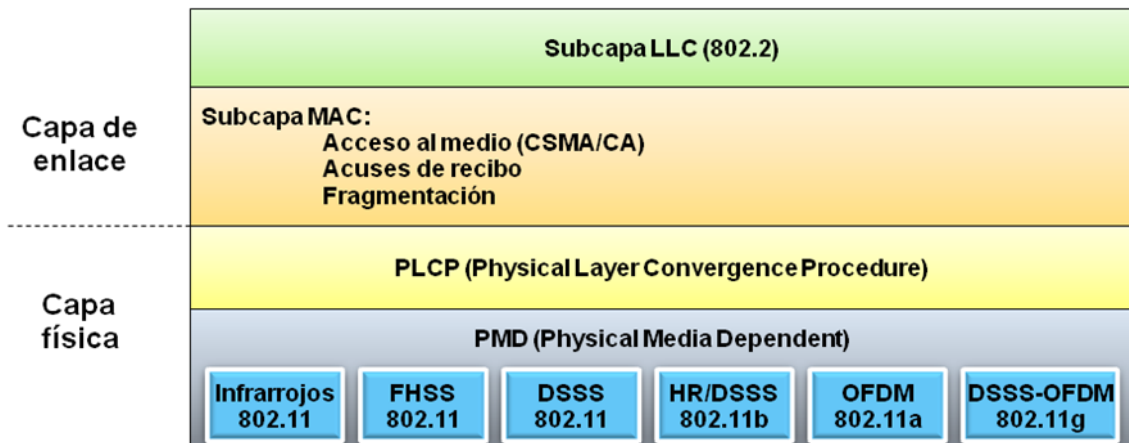 Subcapa LLC (802.2)
Capa de
enlace
Subcapa MAC:
Acceso al medio (CSMA/CA)
Acuses de recibo
Fragmentación
PLCP (Physical Layer Convergence Procedure)
Capa
física
PMD (Physical Media Dependent)
Infrarrojos
802.11
FHSS
802.11
DSSS
802.11
HR/DSSS
802.11b
OFDM
802.11a
DSSS-OFDM
802.11g